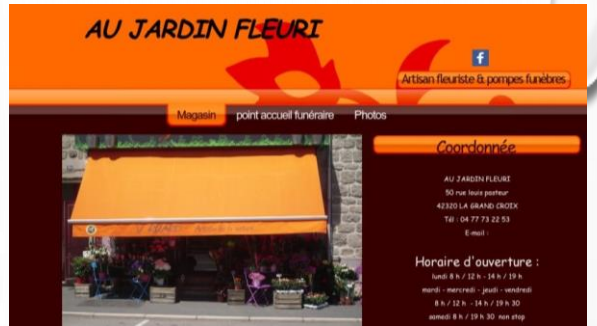 AU JARDIN FLEURI
Artisan fleuriste & pompes funèbres
Magasin point accueil funéraire Photos
Coordonnée
AU JARDIN FLEURI
50 rue louis pasteur
42320 LA GRAND CROIX
Tél : 04 77 73 22 53
E-mail :
Horaire d'ouverture :
lundi 8 h / 12 h - 14 h / 19 h
mardi - mercredi - jeudi - vendredi
8 h / 12 h - 14 h / 19 h 30
samedi 8 h / 19 h 30 non stop